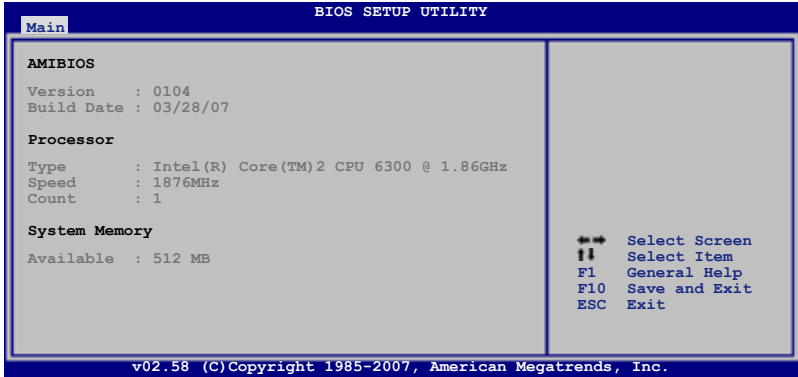 BIOS SETUP UTILITY
Main
AMIBIOS
Version : 0104
Build Date : 03/28/07
Processor
Type : Intel(R) Core(TM)2 CPU 6300 @ 1.86GHz
Speed : 1876MHz
Count : 1
System Memory
Available : 512 MB
←→ Select Screen
↑↓ Select Item
F1 General Help
F10 Save and Exit
ESC Exit
v02.58 (C)Copyright 1985-2007, American Megatrends, Inc.